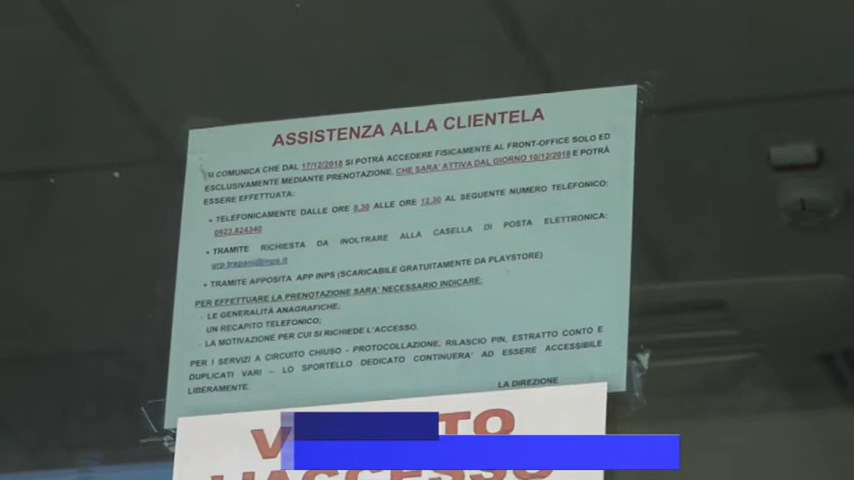 ASSISTENZA ALLA CLIENTELA
SI COMUNICA CHE DAL 17/12/2018 SI POTRÀ ACCEDERE FISICAMENTE AL FRONT-OFFICE SOLO ED
ESCLUSIVAMENTE MEDIANTE PRENOTAZIONE, CHE SARA' ATTIVA DAL GIORNO 10/12/2018 E POTRÀ
ESSERE EFFETTUATA:
• TELEFONICAMENTE DALLE ORE 8,30 ALLE ORE 12,30 AL SEGUENTE NUMERO TELEFONICO:
0923.824340
• TRAMITE RICHIESTA DA INOLTRARE ALLA CASELLA DI POSTA ELETTRONICA:
urp.trapani@inps.it
• TRAMITE APPOSITA APP INPS (SCARICABILE GRATUITAMENTE DA PLAYSTORE)
PER EFFETTUARE LA PRENOTAZIONE SARA' NECESSARIO INDICARE:
- LE GENERALITÀ ANAGRAFICHE;
UN RECAPITO TELEFONICO;
- LA MOTIVAZIONE PER CUI SI RICHIEDE L'ACCESSO.
PER I SERVIZI A CIRCUITO CHIUSO - PROTOCOLLAZIONE, RILASCIO PIN, ESTRATTO CONTO E
DUPLICATI VARI – LO SPORTELLO DEDICATO CONTINUERA' AD ESSERE ACCESSIBILE
LIBERAMENTE.
LA DIREZIONE
L'ACCESSO